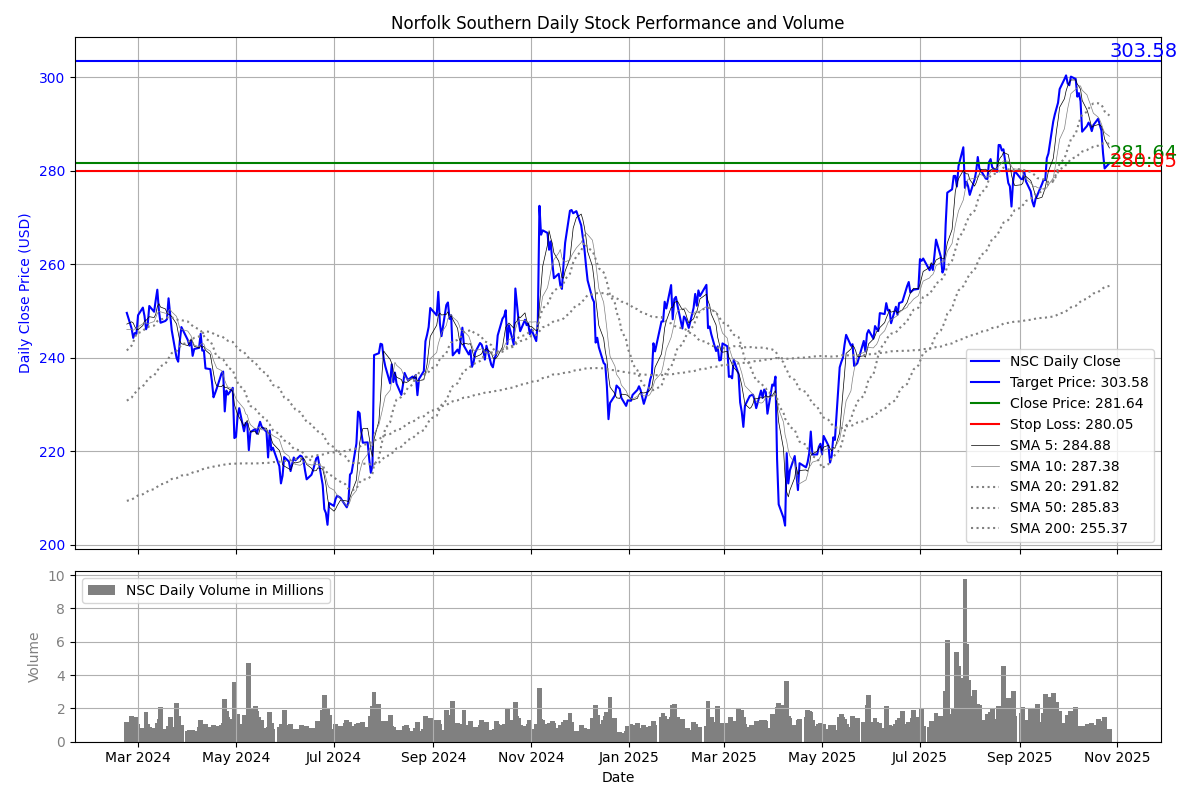 Norfolk Southern Daily Stock Performance and Volume
303.58
300
281.64
280.05
280
260
240
220
200
Daily Close Price (USD)
NSC Daily Close
Target Price: 303.58
Close Price: 281.64
Stop Loss: 280.05
SMA 5: 284.88
SMA 10: 287.38
SMA 20: 291.82
SMA 50: 285.83
SMA 200: 255.37
10
8
6
4
2
0
Volume
NSC Daily Volume in Millions
Mar 2024 May 2024 Jul 2024 Sep 2024 Nov 2024 Jan 2025 Mar 2025 May 2025 Jul 2025 Sep 2025 Nov 2025
Date